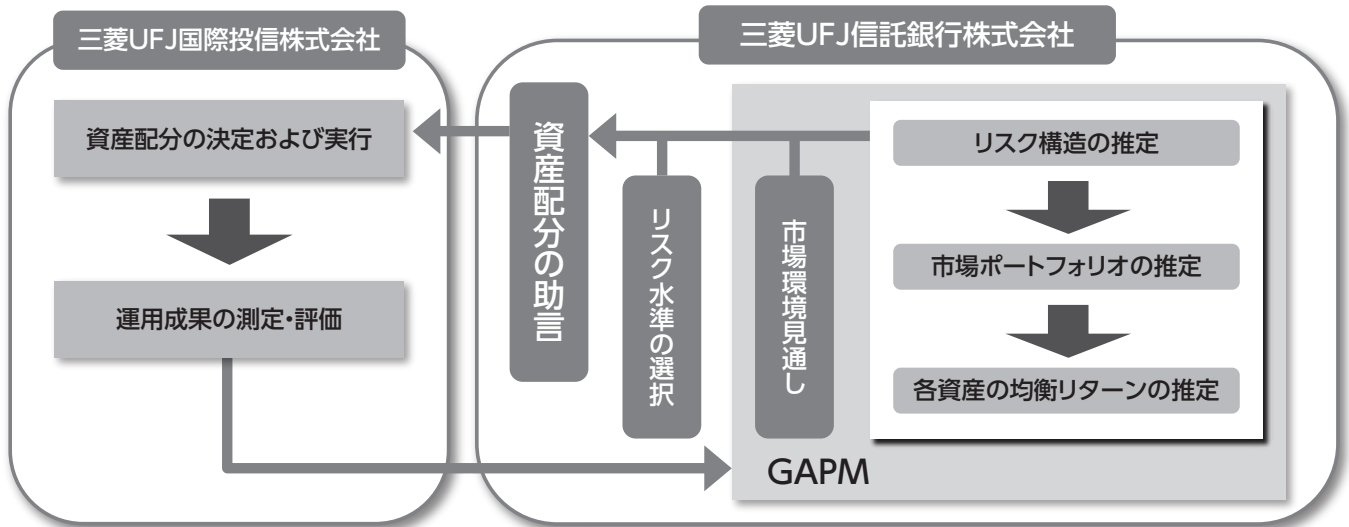 三菱UFJ国際投信株式会社
資産配分の決定および実行
運用成果の測定・評価
三菱UFJ信託銀行株式会社
資産配分の助言
リスク水準の選択
市場環境見通し
リスク構造の推定
市場ポートフォリオの推定
各資産の均衡リターンの推定
GAPM